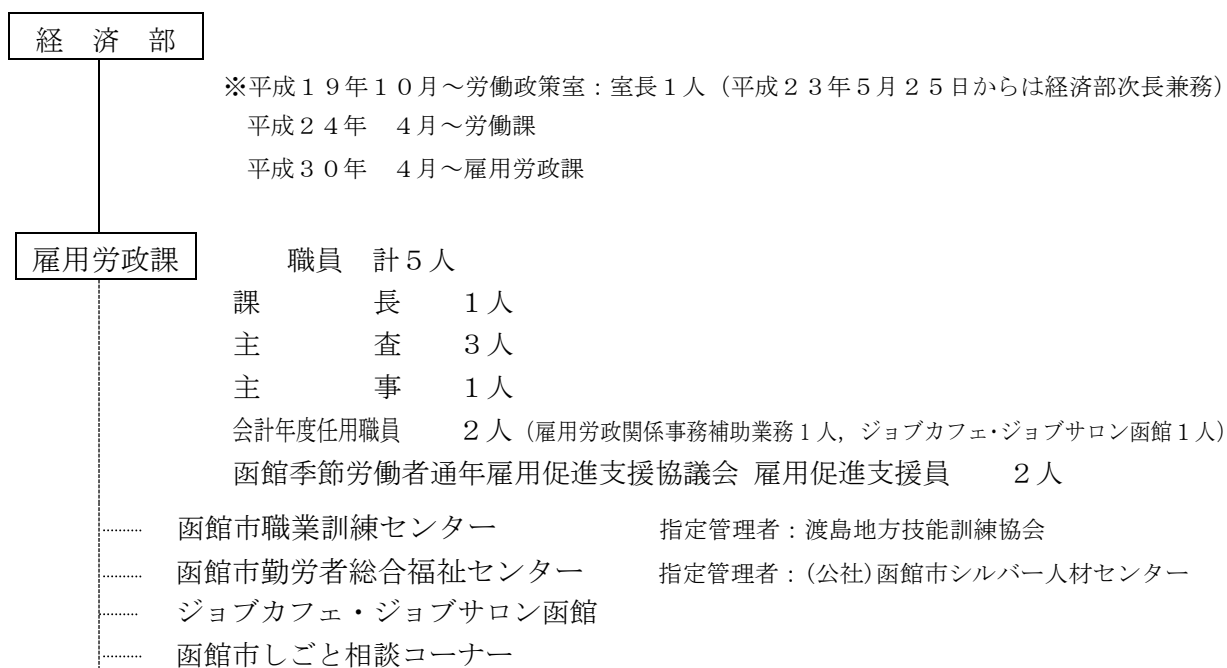 経　済　部
※平成１９年１０月～労働政策室：室長１人（平成２３年５月２５日からは経済部次長兼務）
平成２４年　４月～労働課
平成３０年　４月～雇用労政課
雇用労政課　職員　計５人
課　長　１人
主　査　３人
主　事　１人
会計年度任用職員　２人（雇用労政関係事務補助業務１人，ジョブカフェ・ジョブサロン函館１人）
函館季節労働者通年雇用促進支援協議会 雇用促進支援員　２人
函館市職業訓練センター　指定管理者：渡島地方技能訓練協会
函館市勤労者総合福祉センター　指定管理者：(公社)函館市シルバー人材センター
ジョブカフェ・ジョブサロン函館
函館市しごと相談コーナー